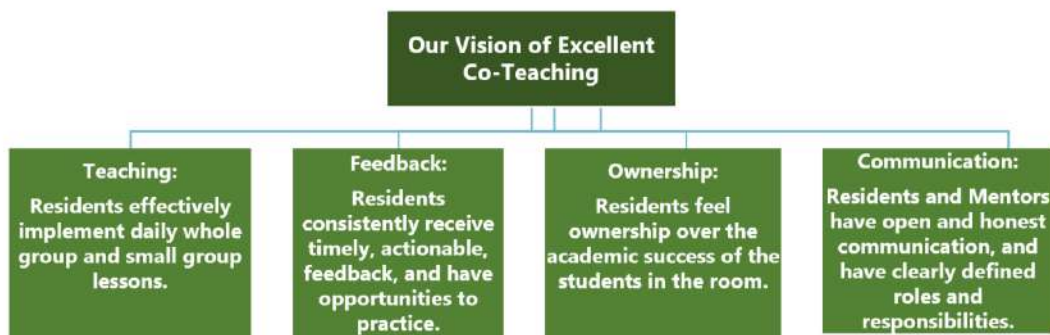 Our Vision of Excellent
Co-Teaching
Teaching:
Residents effectively
implement daily whole
group and small group
lessons.
Feedback:
Residents
consistently receive
timely, actionable,
feedback, and have
opportunities to
practice.
Ownership:
Residents feel
ownership over the
academic success of the
students in the room.
Communication:
Residents and Mentors
have open and honest
communication, and
have clearly defined
roles and
responsibilities.